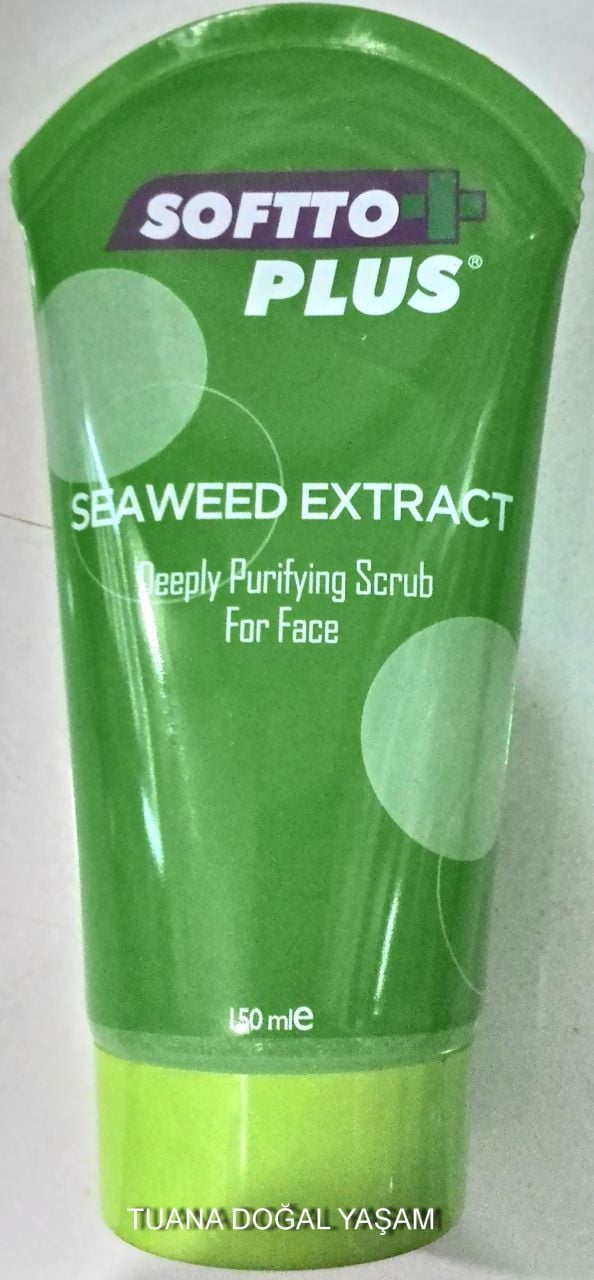 SOFTTO
PLUS®
SEAWEED EXTRACT
Deeply Purifying Scrub
For Face
150 ml℮
TUANA DOĞAL YAŞAM